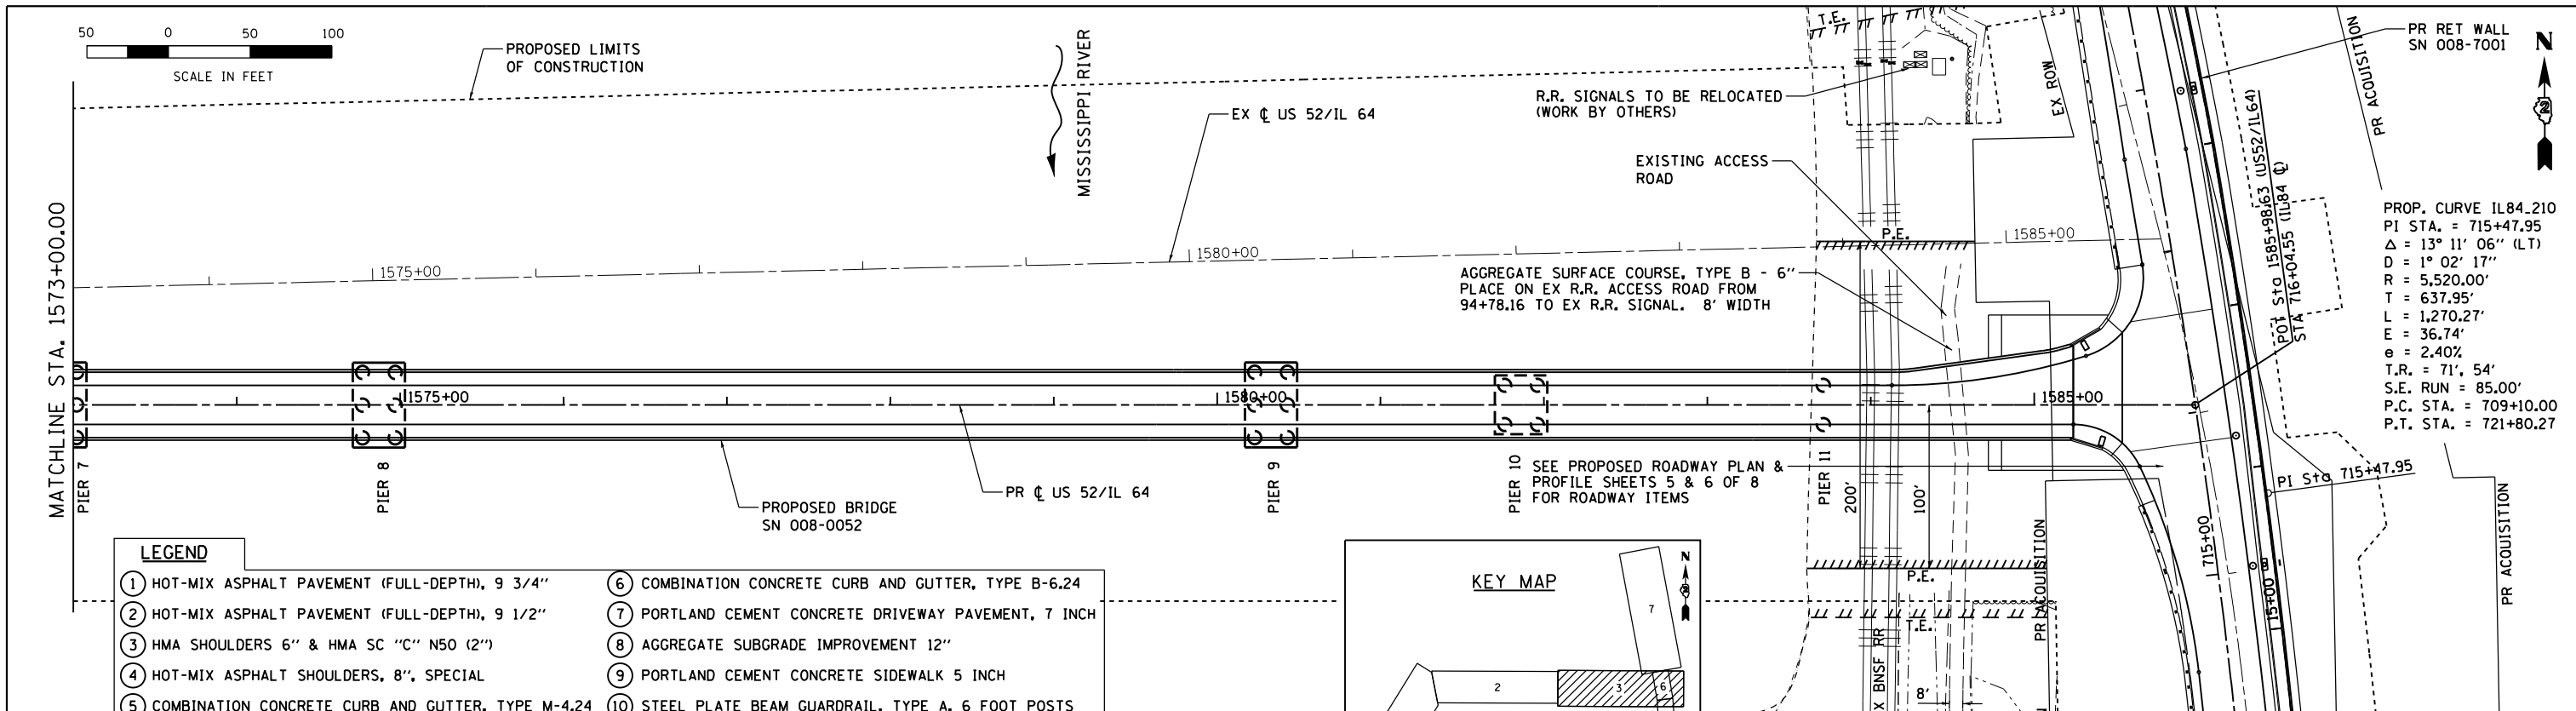 50 0 50 100
SCALE IN FEET
PROPOSED LIMITS
OF CONSTRUCTION
MISSISSIPPI RIVER
EX ℄ US 52/IL 64
R.R. SIGNALS TO BE RELOCATED
(WORK BY OTHERS)
EXISTING ACCESS
ROAD
T.E.
EX ROW
PR ACQUISITION
PR ACQUISITION
PR RET WALL
SN 008-7001
N
2
POT Sta 1585+98.63 (US52/IL64)
STA 716+04.55 (IL84 ℄)
PROP. CURVE IL84_210
PI STA. = 715+47.95
Δ = 13° 11' 06" (LT)
D = 1° 02' 17"
R = 5,520.00'
T = 637.95'
L = 1,270.27'
E = 36.74'
e = 2.40%
T.R. = 71', 54'
S.E. RUN = 85.00'
P.C. STA. = 709+10.00
P.T. STA. = 721+80.27
1575+00
1580+00
1585+00
P.E.
AGGREGATE SURFACE COURSE, TYPE B - 6"
PLACE ON EX R.R. ACCESS ROAD FROM
94+78.16 TO EX R.R. SIGNAL. 8' WIDTH
MATCHLINE STA. 1573+00.00
1575+00
1580+00
1585+00
PIER 7
PIER 8
PIER 9
PIER 10
PIER 11
200'
100'
PROPOSED BRIDGE
SN 008-0052
PR ℄ US 52/IL 64
SEE PROPOSED ROADWAY PLAN &
PROFILE SHEETS 5 & 6 OF 8
FOR ROADWAY ITEMS
PI Sta 715+47.95
715+00
15+00
PR ACQUISITION
PR ACQUISITION
P.E.
T.E.
BNSF RR
8'
LEGEND
1 HOT-MIX ASPHALT PAVEMENT (FULL-DEPTH), 9 3/4"
2 HOT-MIX ASPHALT PAVEMENT (FULL-DEPTH), 9 1/2"
3 HMA SHOULDERS 6" & HMA SC "C" N50 (2")
4 HOT-MIX ASPHALT SHOULDERS, 8", SPECIAL
5 COMBINATION CONCRETE CURB AND GUTTER, TYPE M-4.24
6 COMBINATION CONCRETE CURB AND GUTTER, TYPE B-6.24
7 PORTLAND CEMENT CONCRETE DRIVEWAY PAVEMENT, 7 INCH
8 AGGREGATE SUBGRADE IMPROVEMENT 12"
9 PORTLAND CEMENT CONCRETE SIDEWALK 5 INCH
10 STEEL PLATE BEAM GUARDRAIL, TYPE A, 6 FOOT POSTS
KEY MAP
N
7
2
3
6